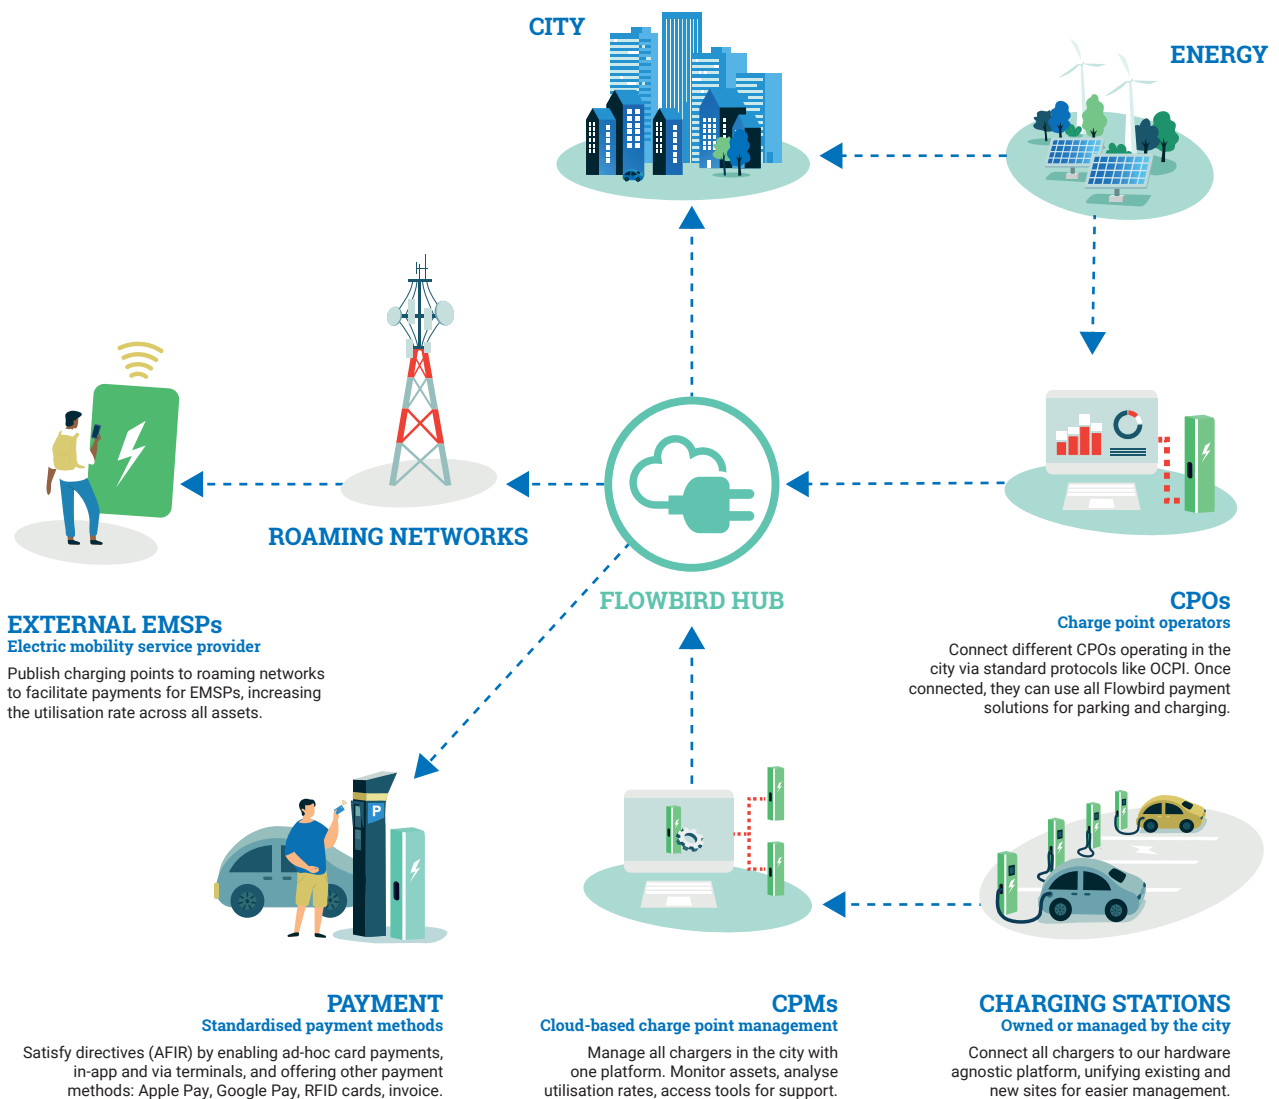 CITY
ENERGY
ROAMING NETWORKS
FLOWBIRD HUB
EXTERNAL EMSPs
Electric mobility service provider
Publish charging points to roaming networks
to facilitate payments for EMSPs, increasing
the utilisation rate across all assets.
CPOs
Charge point operators
Connect different CPOs operating in the
city via standard protocols like OCPI. Once
connected, they can use all Flowbird payment
solutions for parking and charging.
P
PAYMENT
Standardised payment methods
Satisfy directives (AFIR) by enabling ad-hoc card payments,
in-app and via terminals, and offering other payment
methods: Apple Pay, Google Pay, RFID cards, invoice.
CPMs
Cloud-based charge point management
Manage all chargers in the city with
one platform. Monitor assets, analyse
utilisation rates, access tools for support.
CHARGING STATIONS
Owned or managed by the city
Connect all chargers to our hardware
agnostic platform, unifying existing and
new sites for easier management.